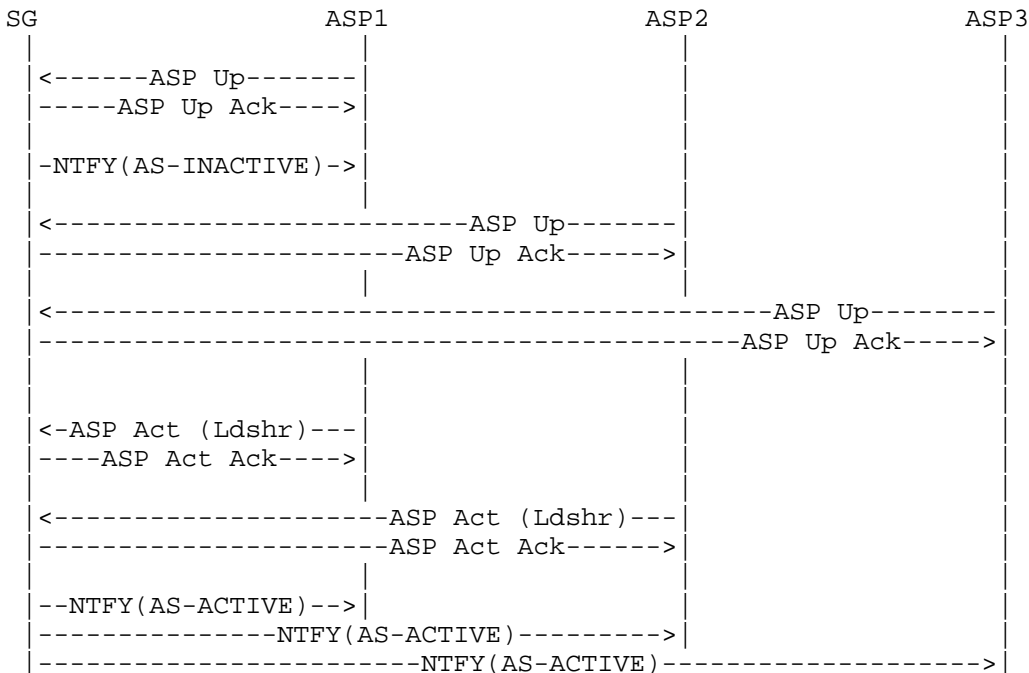 SG ASP1 ASP2 ASP3
<------ASP Up-------
-----ASP Up Ack---->
-NTFY(AS-INACTIVE)->
<-------------------------ASP Up-------
----------------------ASP Up Ack------>
<-------------------------------------------ASP Up--------
------------------------------------------ASP Up Ack----->
<-ASP Act (Ldshr)---
----ASP Act Ack---->
<--------------------ASP Act (Ldshr)---
---------------------ASP Act Ack------>
--NTFY(AS-ACTIVE)-->
---------------NTFY(AS-ACTIVE)--------->
-----------------------NTFY(AS-ACTIVE)------------------->